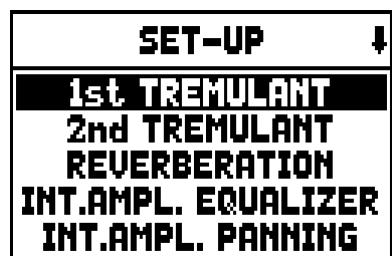 SET-UP
1st TREMULANT
2nd TREMULANT
REVERBERATION
INT.AMPL. EQUALIZER
INT.AMPL. PANNING